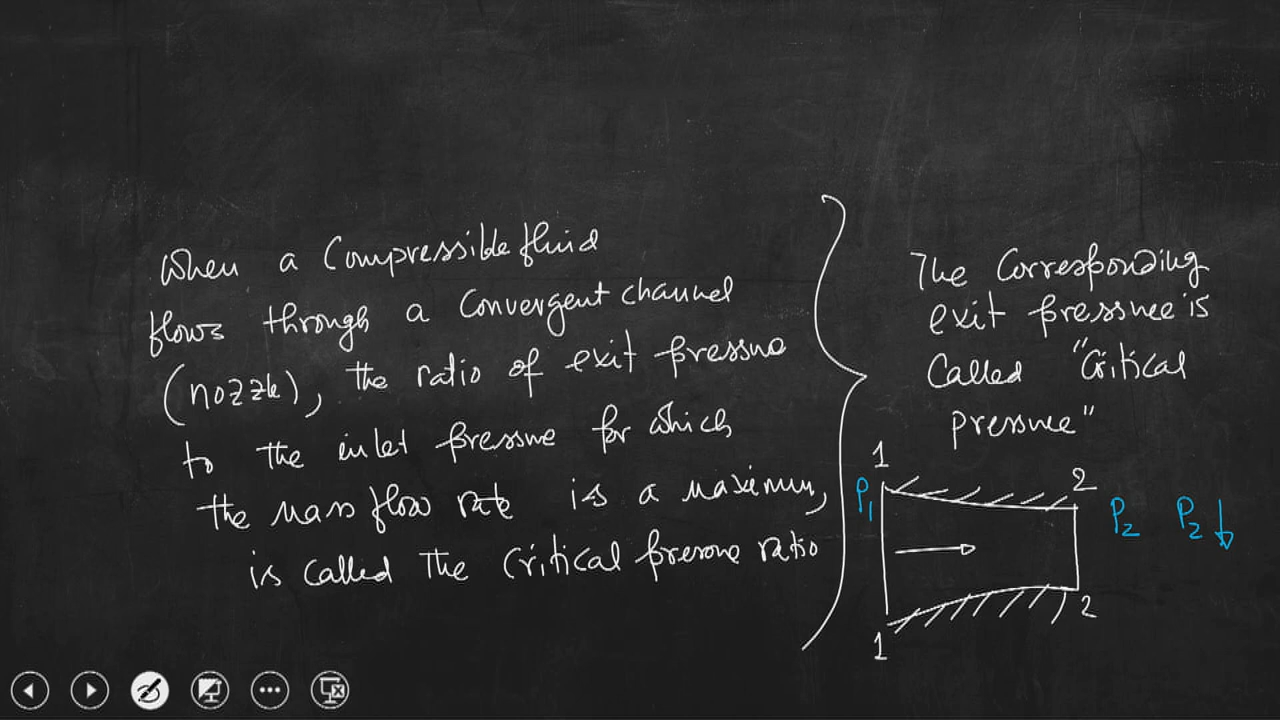 When a Compressible fluid
flows through a Convergent channel
(nozzle), the ratio of exit pressure
to the inlet pressure for which
the mass flow rate is a maximum,
is called the Critical pressure ratio
The Corresponding
exit pressure is
Called "Critical
pressure"
1
2
P1
P2 P2 ↓
2
1